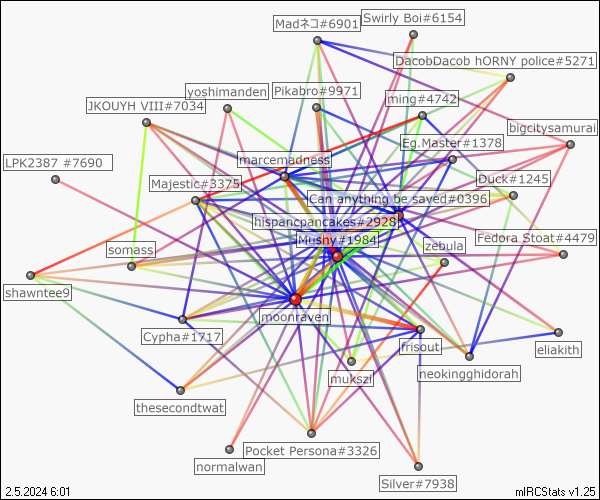 Madネコ#6901
Swirly Boi#6154
DacobDacob hORNY police#5271
yoshimanden
Pikabro#9971
ming#4742
JKOUYH VIII#7034
bigcitysamurai
Eg.Master#1378
LPK2387 #7690
marcemadness
Majestic#3375
Duck#1245
Can anything be saved#0396
hispancpancakes#2928
Musny#1984
Fedora Stoat#4479
somass
zebula
shawntee9
moonraven
Cypha#1717
frisout
eliakith
mukszi
neokingghidorah
thesecondtwat
Pocket Persona#3326
normalwan
Silver#7938
2.5.2024 6:01
mIRCStats v1.25